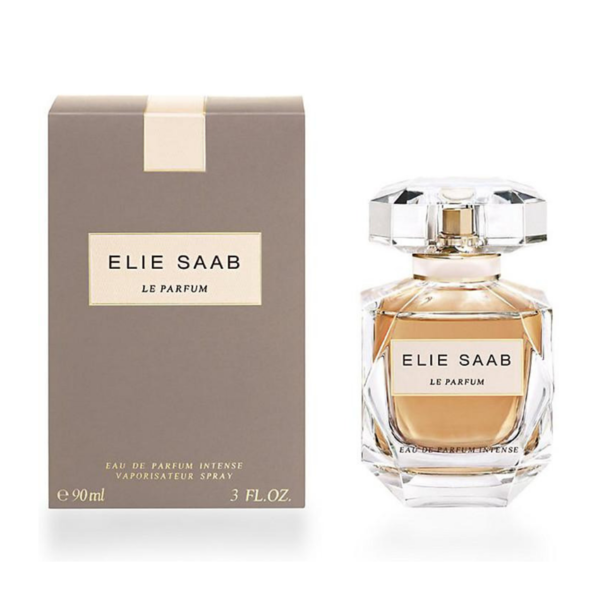 ELIE SAAB
LE PARFUM
EAU DE PARFUM INTENSE
VAPORISATEUR SPRAY
℮ 90ml 3 FL.OZ.
ELIE SAAB
LE PARFUM
EAU DE PARFUM INTENSE